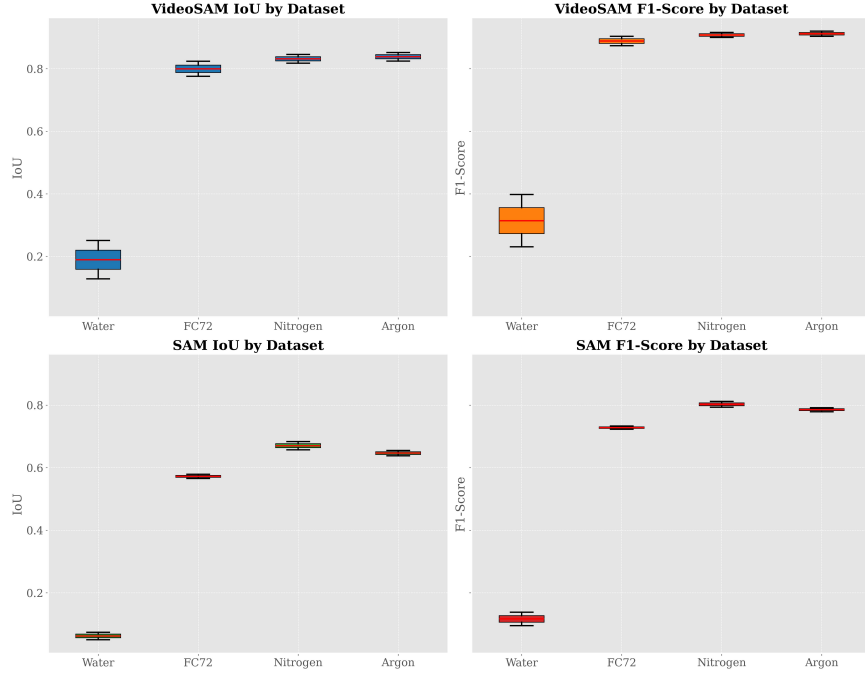 VideoSAM IoU by Dataset
IoU
0.8
0.6
0.4
0.2
Water FC72 Nitrogen Argon
VideoSAM F1-Score by Dataset
F1-Score
Water FC72 Nitrogen Argon
SAM IoU by Dataset
IoU
0.8
0.6
0.4
0.2
Water FC72 Nitrogen Argon
SAM F1-Score by Dataset
F1-Score
Water FC72 Nitrogen Argon